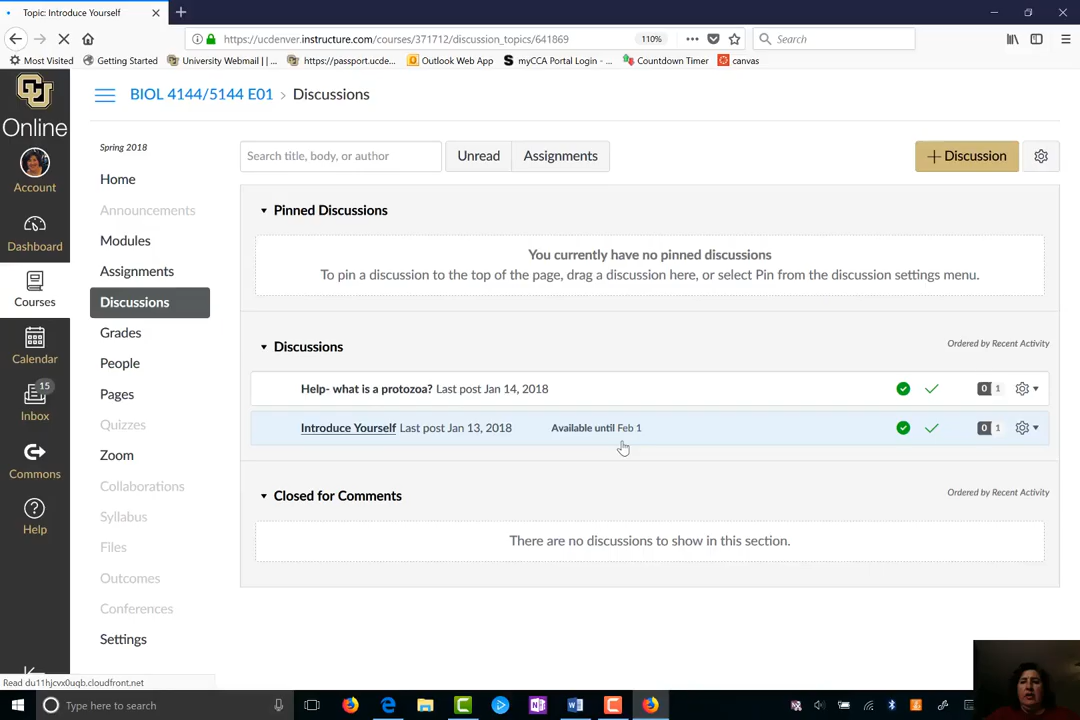 Topic: Introduce Yourself
https://ucdenver.instructure.com/courses/371712/discussion_topics/641869
110%
Search
Most Visited
Getting Started
University Webmail | ...
https://passport.ucde...
Outlook Web App
myCCA Portal Login - ...
Countdown Timer
canvas
CU
Online
Account
Dashboard
Courses
Calendar
15
Inbox
Commons
Help
BIOL 4144/5144 E01 > Discussions
Spring 2018
Home
Announcements
Modules
Assignments
Discussions
Grades
People
Pages
Quizzes
Zoom
Collaborations
Syllabus
Files
Outcomes
Conferences
Settings
Search title, body, or author
Unread
Assignments
+ Discussion
Pinned Discussions
You currently have no pinned discussions
To pin a discussion to the top of the page, drag a discussion here, or select Pin from the discussion settings menu.
Discussions
Ordered by Recent Activity
Help- what is a protozoa? Last post Jan 14, 2018
0 1
Introduce Yourself Last post Jan 13, 2018 Available until Feb 1
0 1
Closed for Comments
Ordered by Recent Activity
There are no discussions to show in this section.
Read du11hjcvx0uqb.cloudfront.net
Type here to search